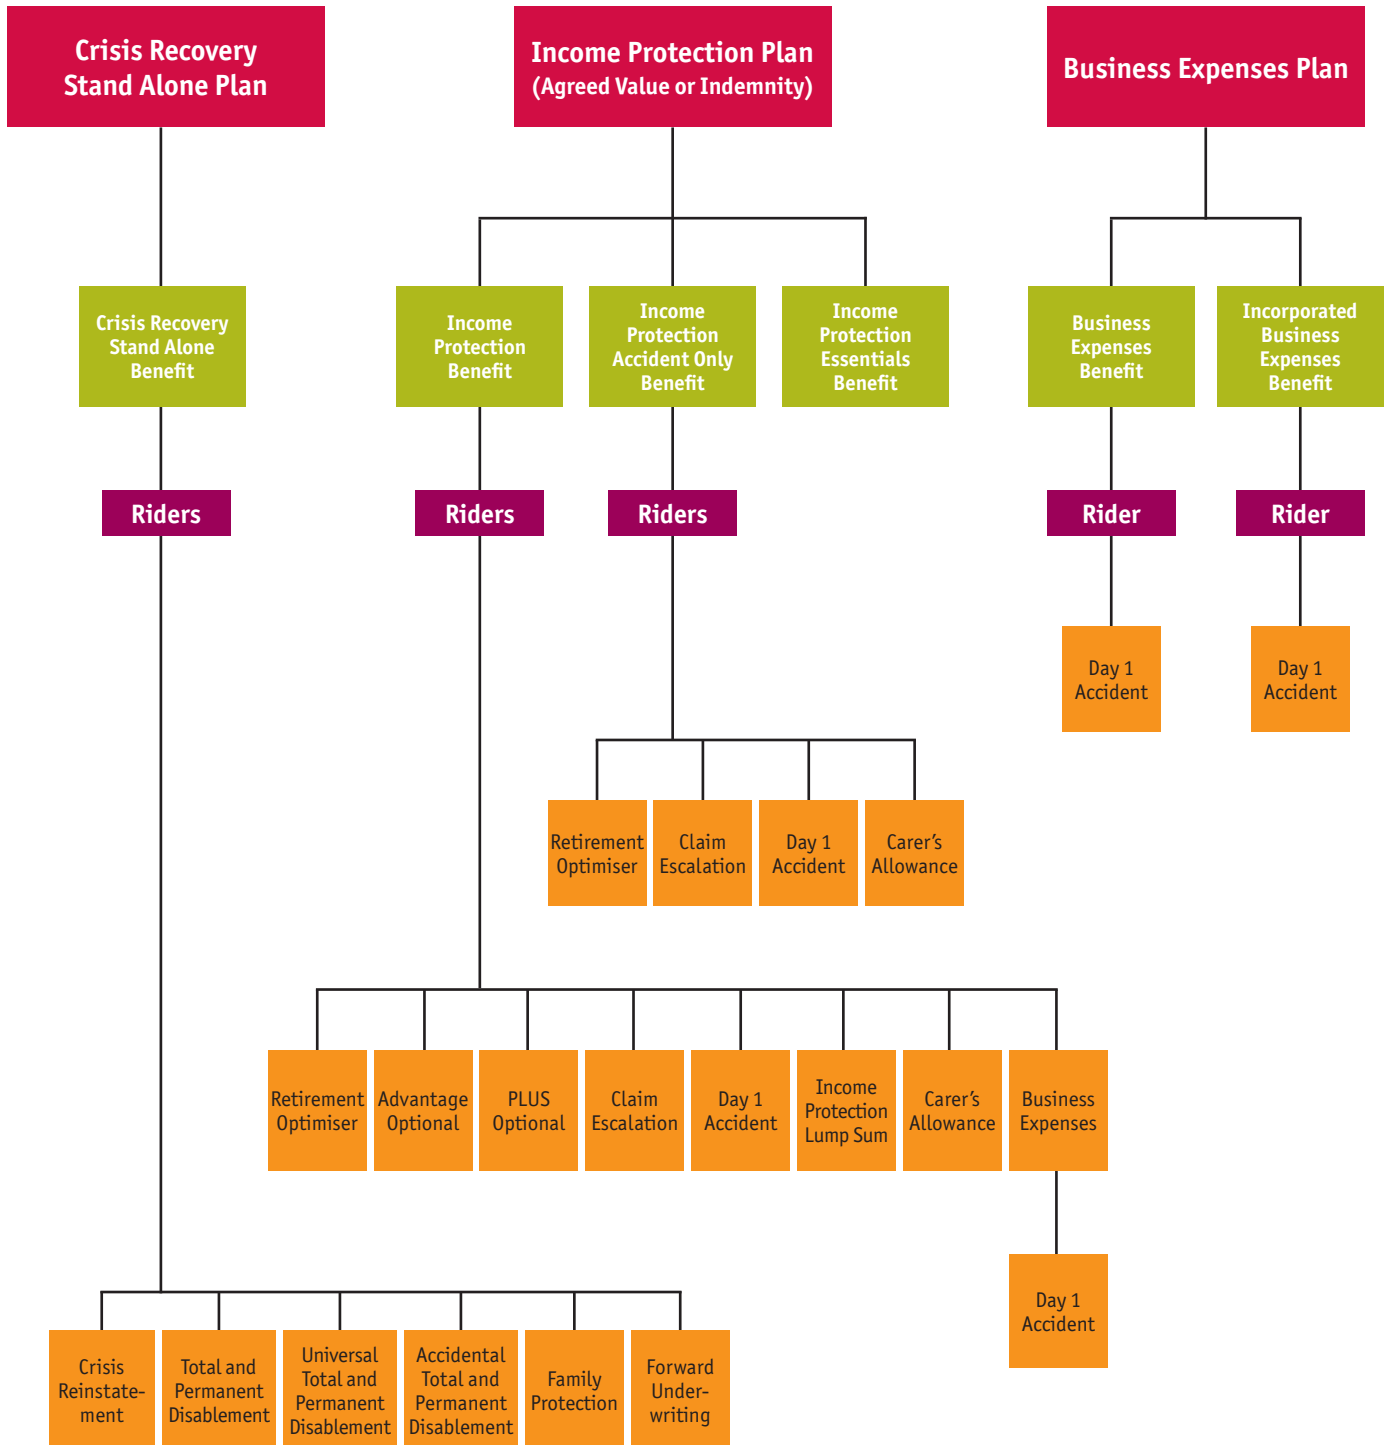 Crisis Recovery
Stand Alone Plan
Income Protection Plan
(Agreed Value or Indemnity)
Business Expenses Plan
Crisis Recovery
Stand Alone
Benefit
Income
Protection
Benefit
Income
Protection
Accident Only
Benefit
Income
Protection
Essentials
Benefit
Business
Expenses
Benefit
Incorporated
Business
Expenses
Benefit
Riders
Riders
Riders
Rider
Rider
Day 1
Accident
Day 1
Accident
Retirement
Optimiser
Claim
Escalation
Day 1
Accident
Carer's
Allowance
Retirement
Optimiser
Advantage
Optional
PLUS
Optional
Claim
Escalation
Day 1
Accident
Income
Protection
Lump Sum
Carer's
Allowance
Business
Expenses
Day 1
Accident
Crisis
Reinstate-
ment
Total and
Permanent
Disablement
Universal
Total and
Permanent
Disablement
Accidental
Total and
Permanent
Disablement
Family
Protection
Forward
Under-
writing